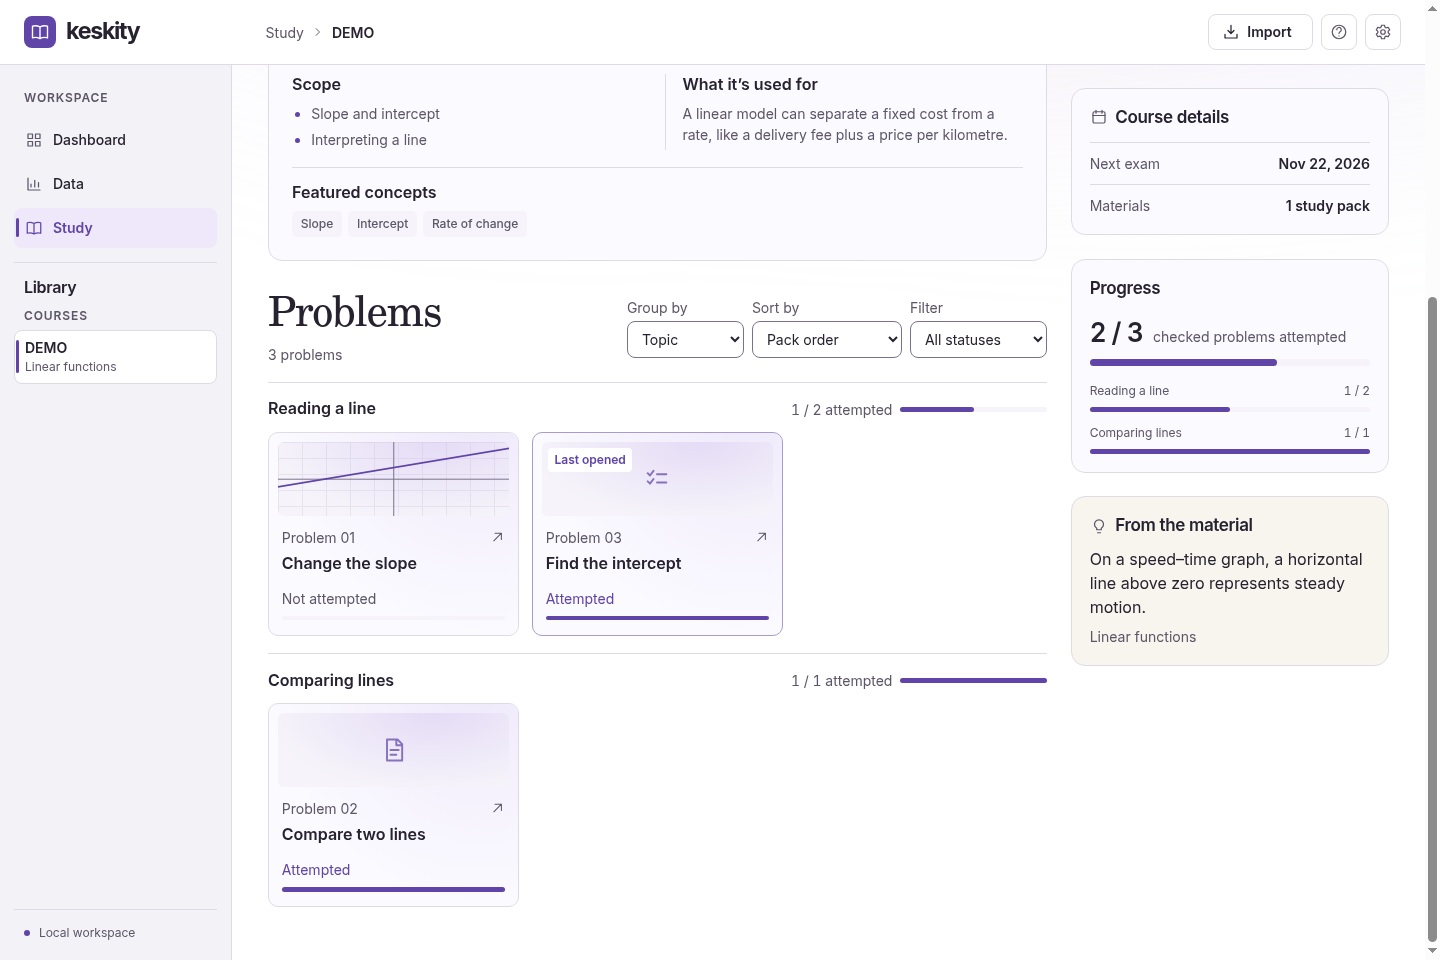 keskity
Study
DEMO
Import
WORKSPACE
Dashboard
Data
Study
Library
COURSES
DEMO
Linear functions
Local workspace
Scope
Slope and intercept
Interpreting a line
What it’s used for
A linear model can separate a fixed cost from a
rate, like a delivery fee plus a price per kilometre.
Featured concepts
Slope
Intercept
Rate of change
Problems
3 problems
Group by
Topic
Sort by
Pack order
Filter
All statuses
Reading a line
1 / 2 attempted
Problem 01
Change the slope
Not attempted
Last opened
Problem 03
Find the intercept
Attempted
Comparing lines
1 / 1 attempted
Problem 02
Compare two lines
Attempted
Course details
Next exam
Nov 22, 2026
Materials
1 study pack
Progress
2 / 3 checked problems attempted
Reading a line
1 / 2
Comparing lines
1 / 1
From the material
On a speed–time graph, a horizontal
line above zero represents steady
motion.
Linear functions